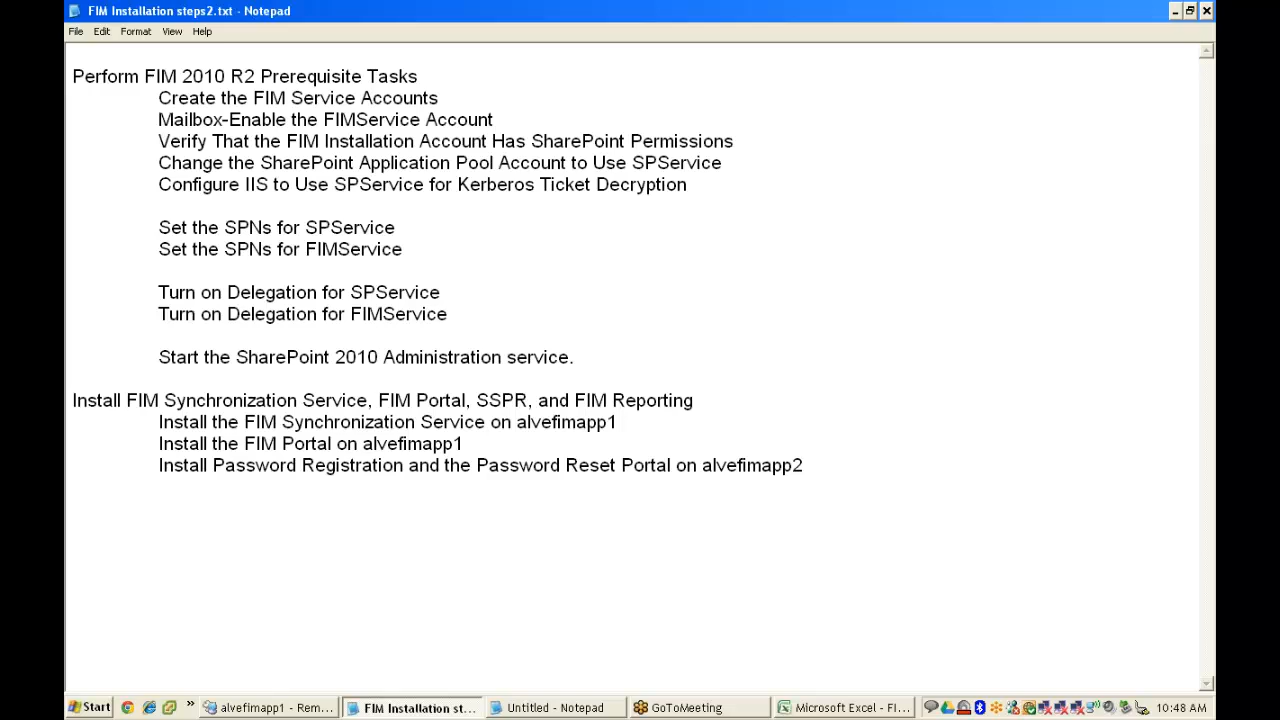 FIM Installation steps2.txt - Notepad
File Edit Format View Help
Perform FIM 2010 R2 Prerequisite Tasks
Create the FIM Service Accounts
Mailbox-Enable the FIMService Account
Verify That the FIM Installation Account Has SharePoint Permissions
Change the SharePoint Application Pool Account to Use SPService
Configure IIS to Use SPService for Kerberos Ticket Decryption
Set the SPNs for SPService
Set the SPNs for FIMService
Turn on Delegation for SPService
Turn on Delegation for FIMService
Start the SharePoint 2010 Administration service.
Install FIM Synchronization Service, FIM Portal, SSPR, and FIM Reporting
Install the FIM Synchronization Service on alvefimapp1
Install the FIM Portal on alvefimapp1
Install Password Registration and the Password Reset Portal on alvefimapp2
Start » alvefimapp1 - Rem... FIM Installation st... Untitled - Notepad GoToMeeting Microsoft Excel - FI... 10:48 AM